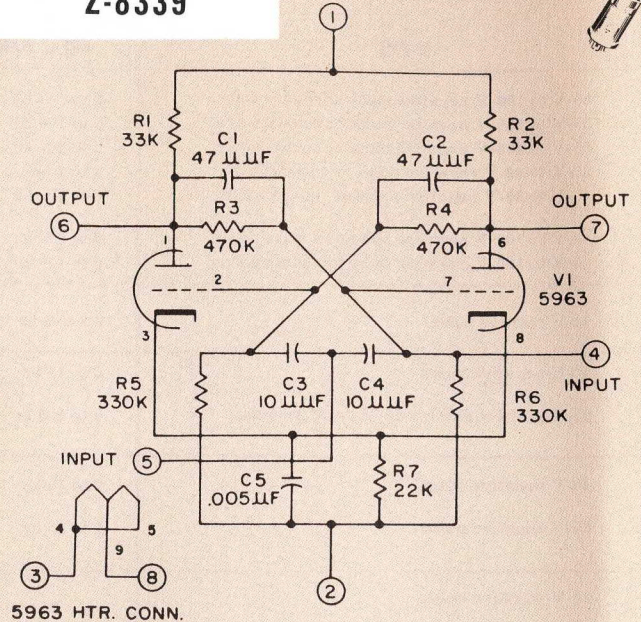 Z-8339
1
R1
33K
R2
33K
C1
47 μμF
C2
47 μμF
OUTPUT
6
R3
470K
R4
470K
OUTPUT
7
1
6
2
7
V1
5963
3
8
4
INPUT
R5
330K
C3
10 μμF
C4
10 μμF
R6
330K
INPUT
5
C5
.005μF
R7
22K
4
5
9
3
8
2
5963 HTR. CONN.